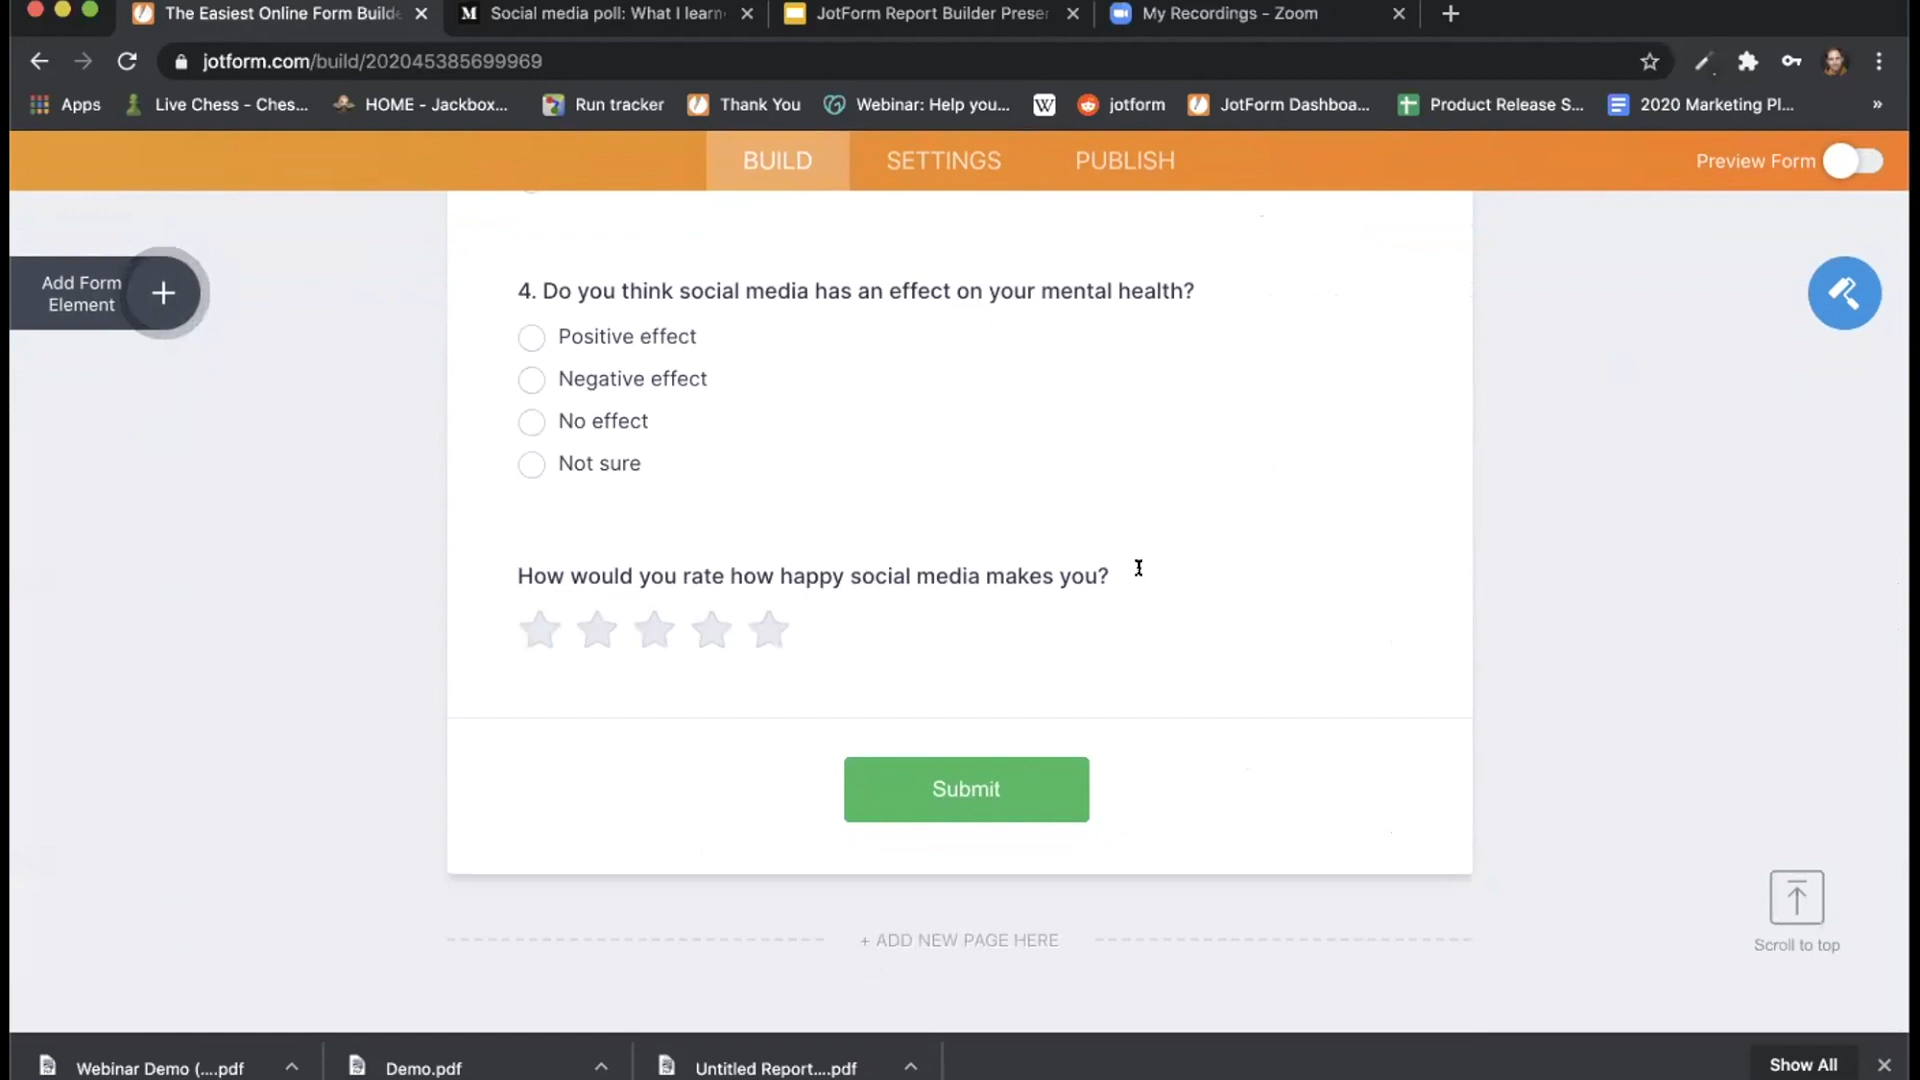 The Easiest Online Form Builde
Social media poll: What I learn
JotForm Report Builder Preser
My Recordings - Zoom
jotform.com/build/202045385699969
Apps
Live Chess - Ches...
HOME - Jackbox...
Run tracker
Thank You
Webinar: Help you...
W
jotform
JotForm Dashboa...
Product Release S...
2020 Marketing Pl...
»
BUILD
SETTINGS
PUBLISH
Preview Form
Add Form
Element
4. Do you think social media has an effect on your mental health?
Positive effect
Negative effect
No effect
Not sure
How would you rate how happy social media makes you?
Submit
+ ADD NEW PAGE HERE
Scroll to top
Webinar Demo (....pdf
Demo.pdf
Untitled Report....pdf
Show All